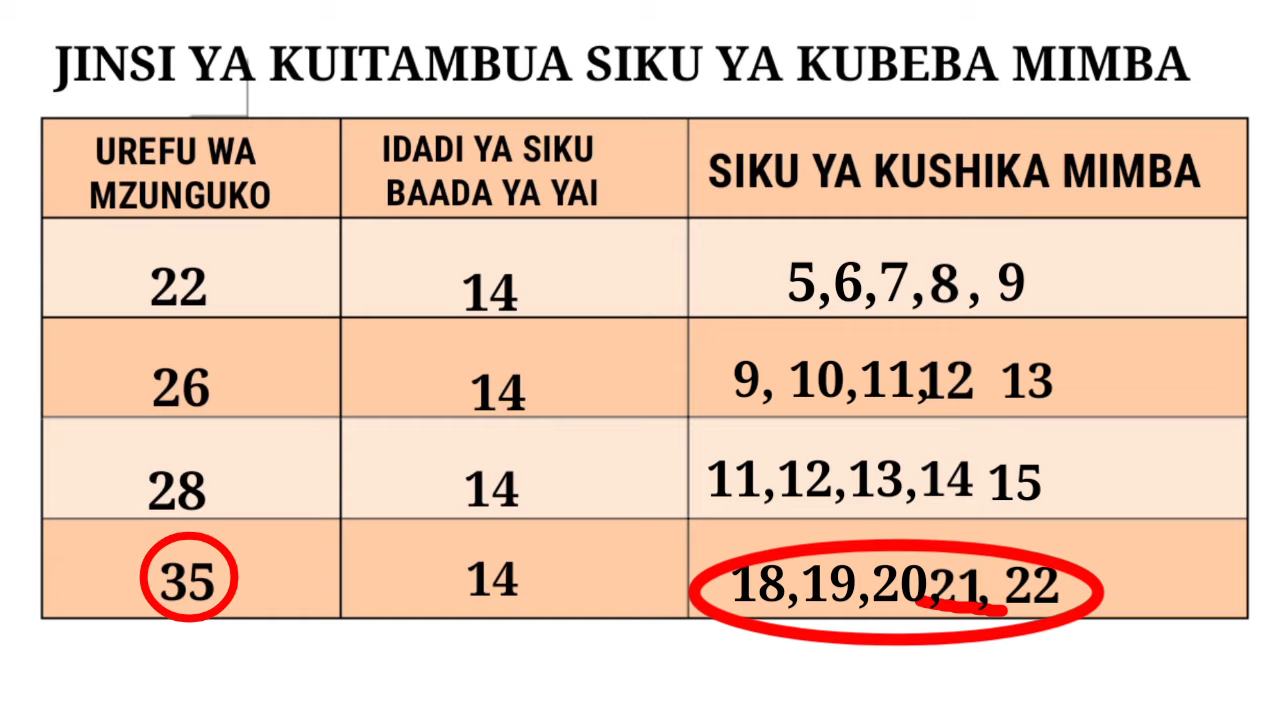 JINSI YA KUITAMBUA SIKU YA KUBEBA MIMBA
UREFU WA
MZUNGUKO
IDADI YA SIKU
BAADA YA YAI
SIKU YA KUSHIKA MIMBA
22 14 5,6,7,8, 9
26 14 9, 10,11,12 13
28 14 11,12,13,14 15
35 14 18,19,20,21, 22